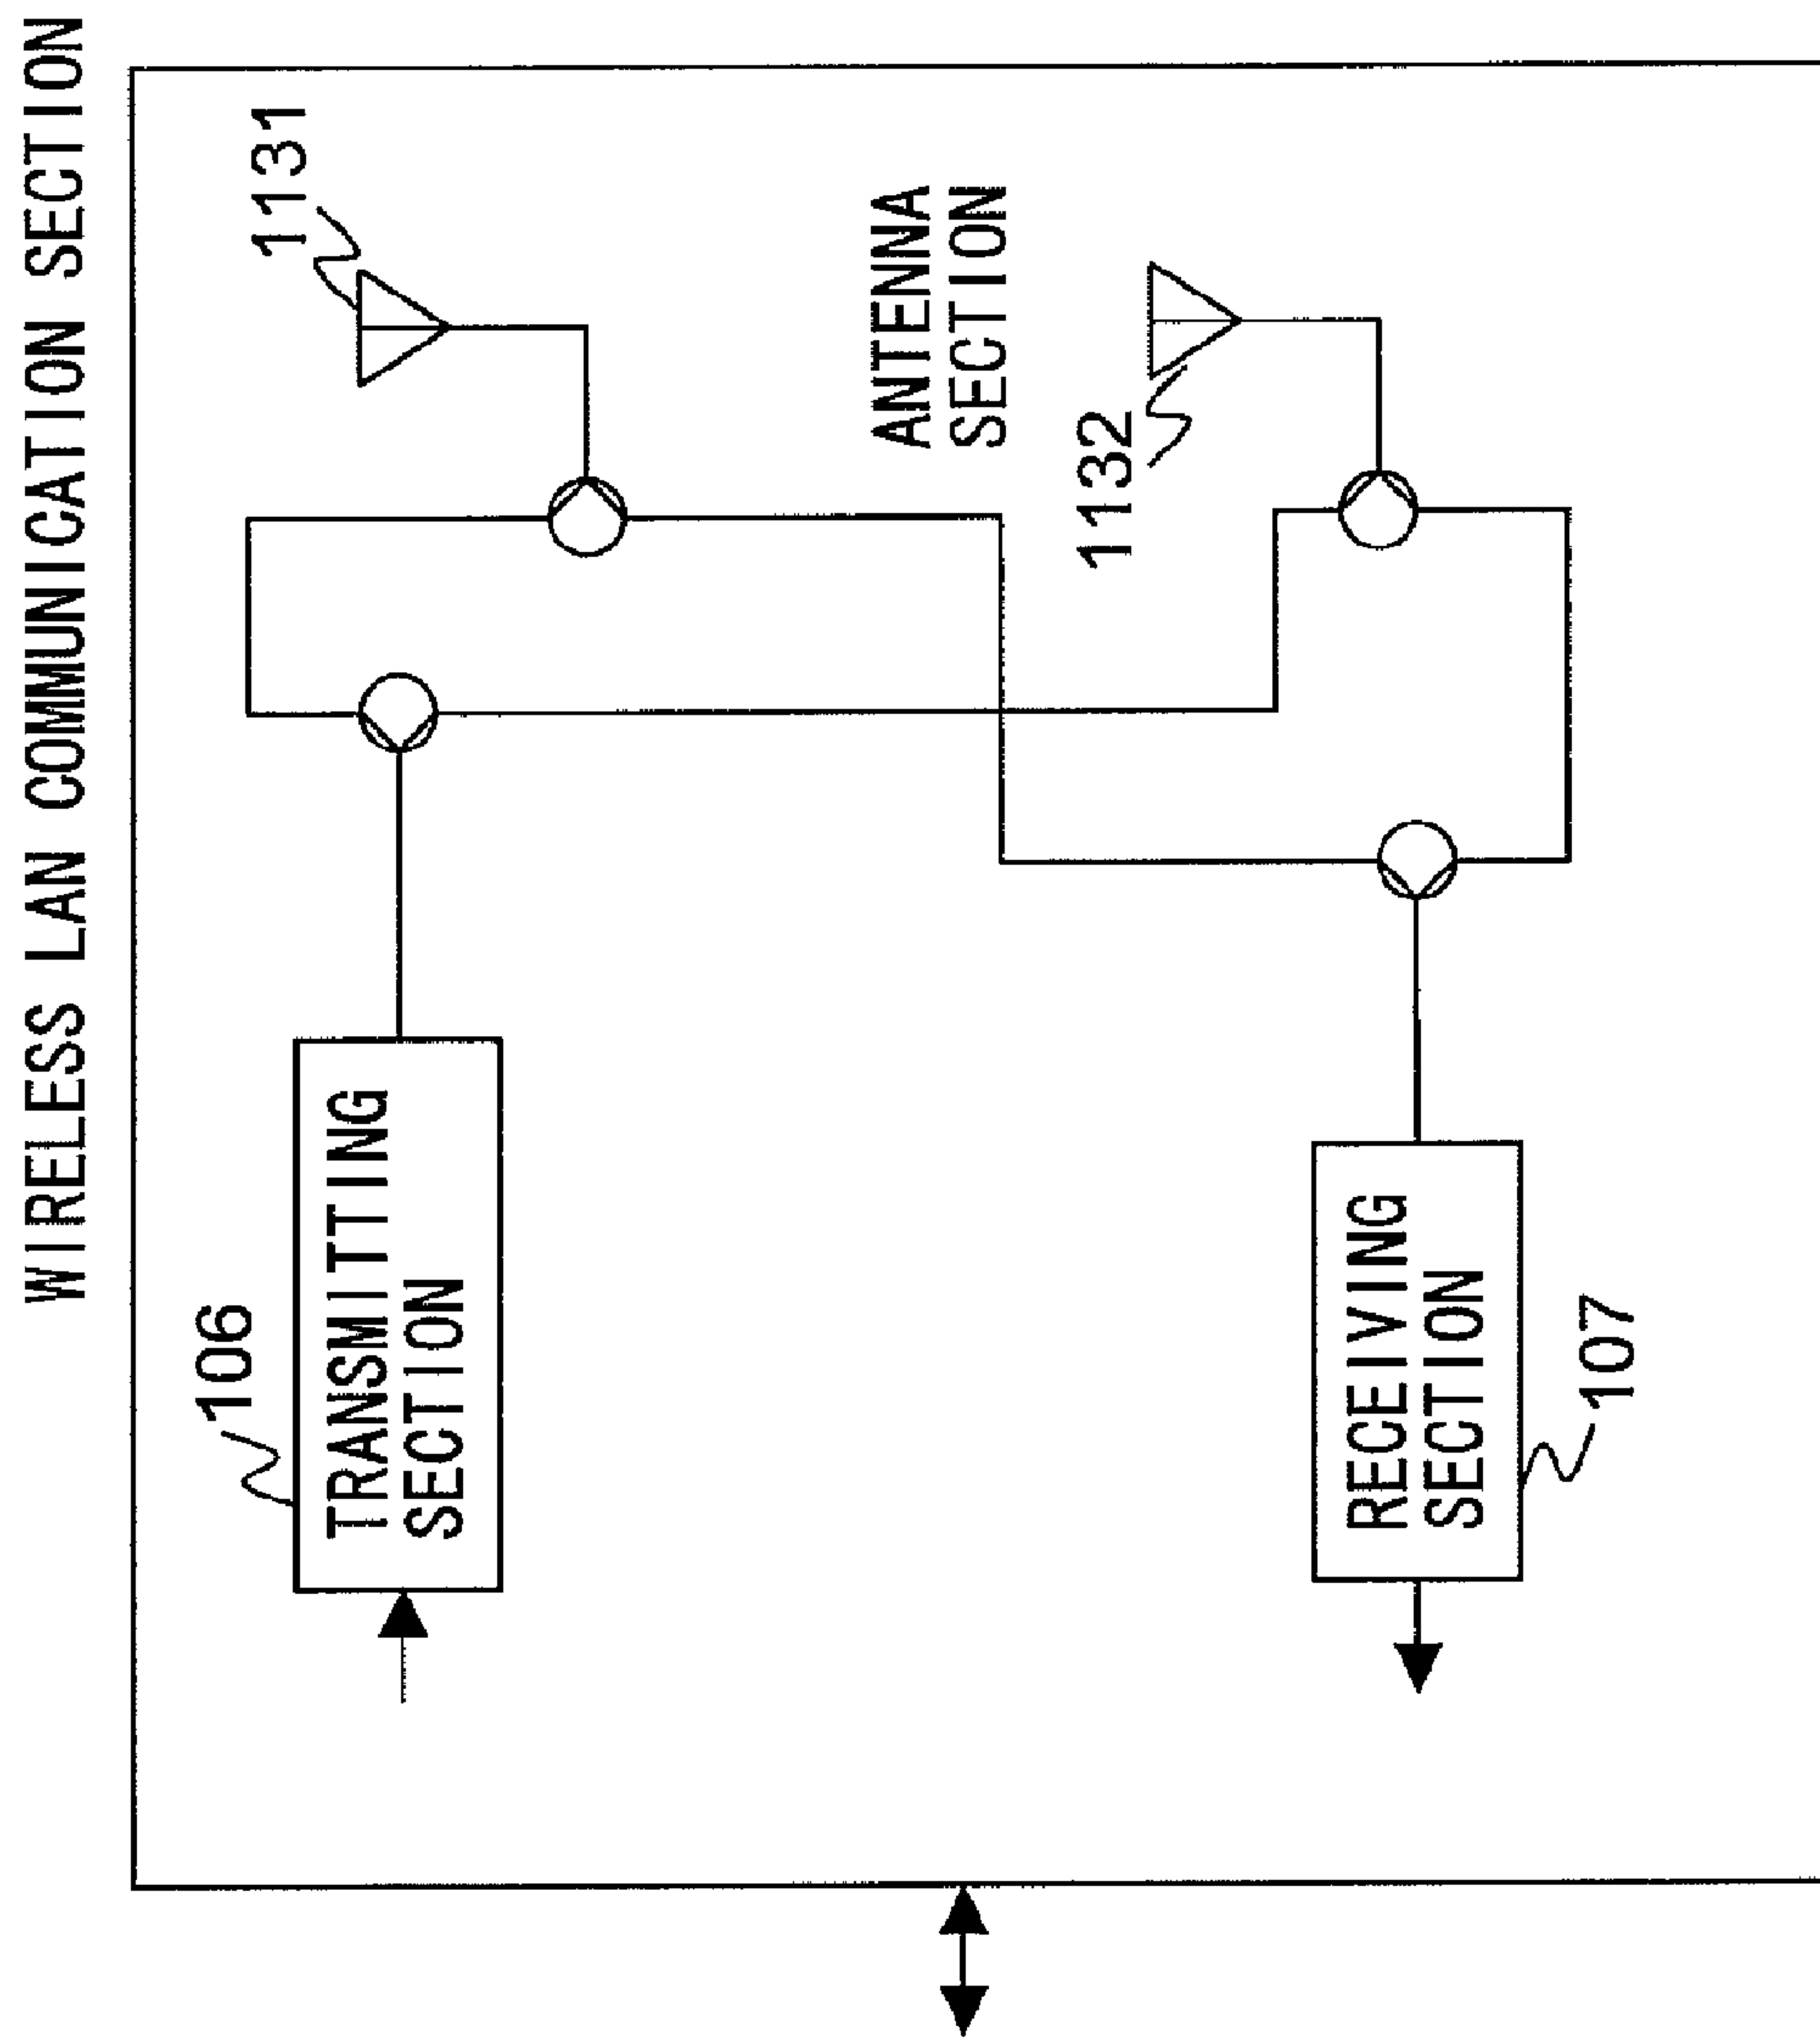 WIRELESS LAN COMMUNICATION SECTION
106
TRANSMITTING
SECTION
1131
ANTENNA
SECTION
1132
RECEIVING
SECTION
107